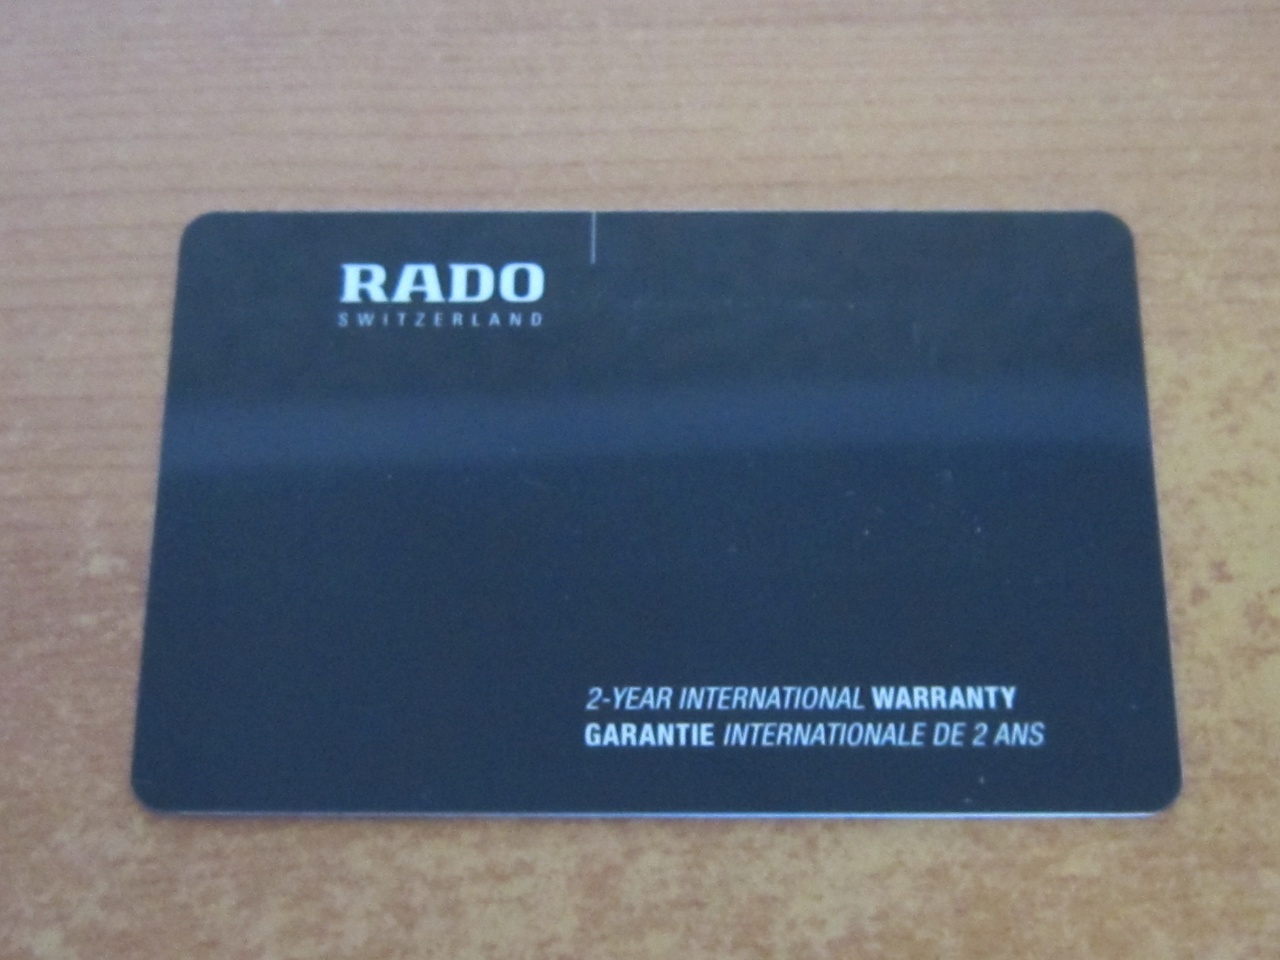 RADO
SWITZERLAND
2-YEAR INTERNATIONAL WARRANTY
GARANTIE INTERNATIONALE DE 2 ANS